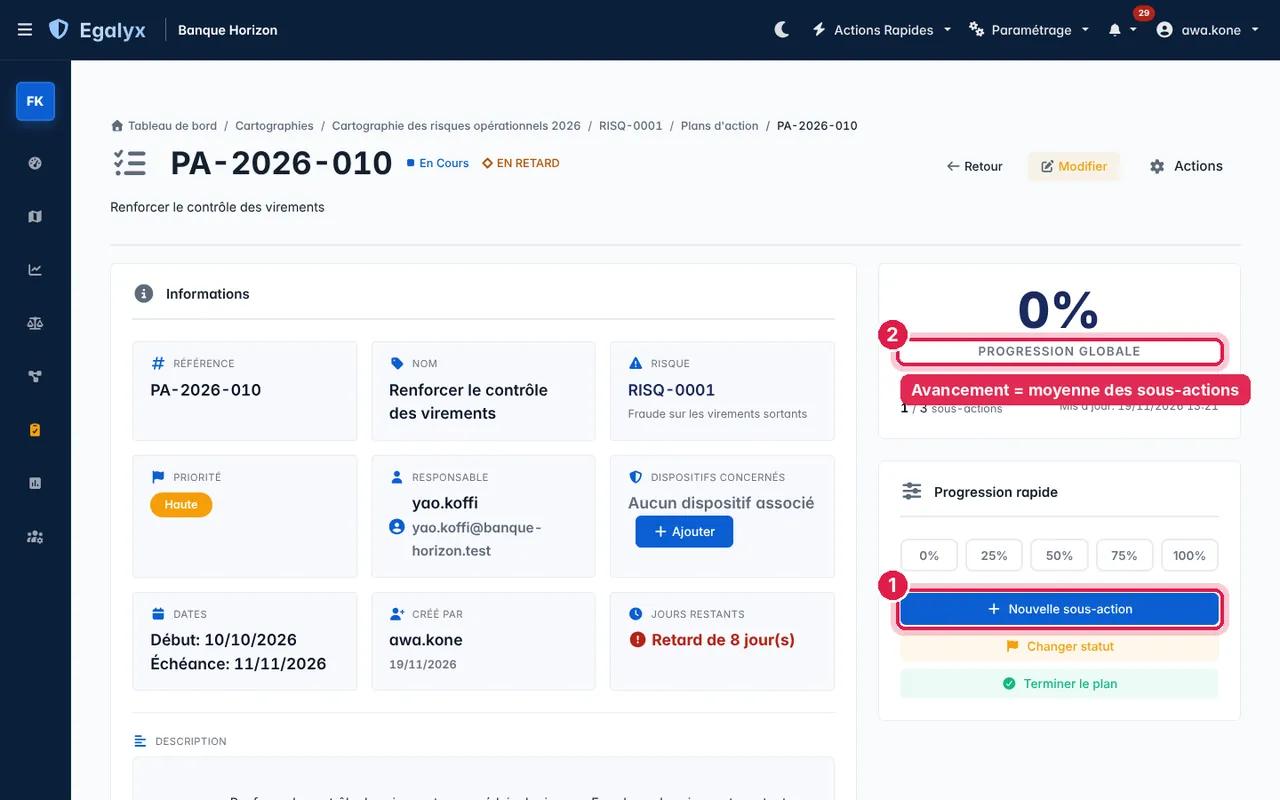 Egalyx
Banque Horizon
Actions Rapides
Paramétrage
29
awa.kone
FK
Tableau de bord / Cartographies / Cartographie des risques opérationnels 2026 / RISQ-0001 / Plans d'action / PA-2026-010
PA-2026-010
En Cours
EN RETARD
Retour
Modifier
Actions
Renforcer le contrôle des virements
Informations
RÉFÉRENCE
PA-2026-010
NOM
Renforcer le contrôle
des virements
RISQUE
RISQ-0001
Fraude sur les virements sortants
PRIORITÉ
Haute
RESPONSABLE
yao.koffi
yao.koffi@banque-
horizon.test
DISPOSITIFS CONCERNÉS
Aucun dispositif associé
+ Ajouter
DATES
Début: 10/10/2026
Échéance: 11/11/2026
CRÉÉ PAR
awa.kone
19/11/2026
JOURS RESTANTS
Retard de 8 jour(s)
DESCRIPTION
0%
2
PROGRESSION GLOBALE
Avancement = moyenne des sous-actions
1 / 3 sous-actions
Mis à jour: 19/11/2026 13:21
Progression rapide
0%
25%
50%
75%
100%
1
+ Nouvelle sous-action
Changer statut
Terminer le plan